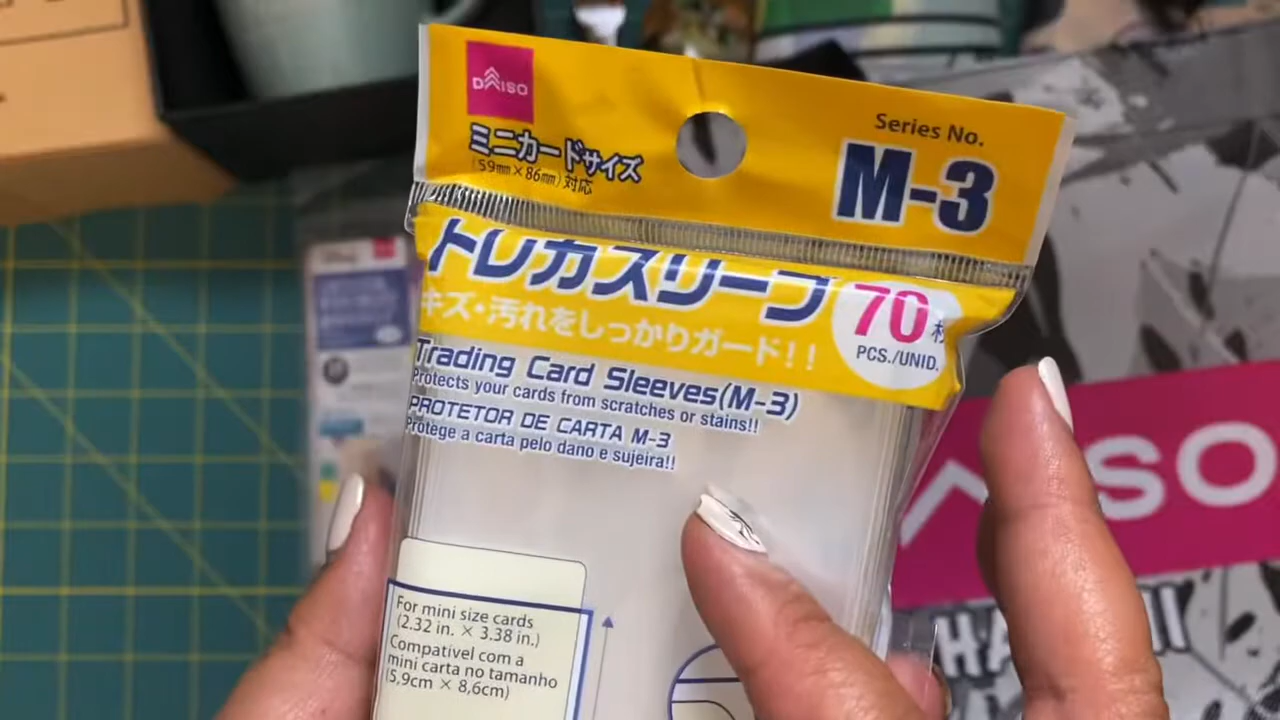 DAISO
ミニカードサイズ
(59mm×86mm)対応
Series No.
M-3
トレカスリーブ
キズ・汚れをしっかりガード!!
70枚
PCS./UNID.
Trading Card Sleeves(M-3)
Protects your cards from scratches or stains!!
PROTETOR DE CARTA M-3
Protege a carta pelo dano e sujeira!!
For mini size cards
(2.32 in. × 3.38 in.)
Compatível com a
mini carta no tamanho
(5,9cm × 8,6cm)
ISO